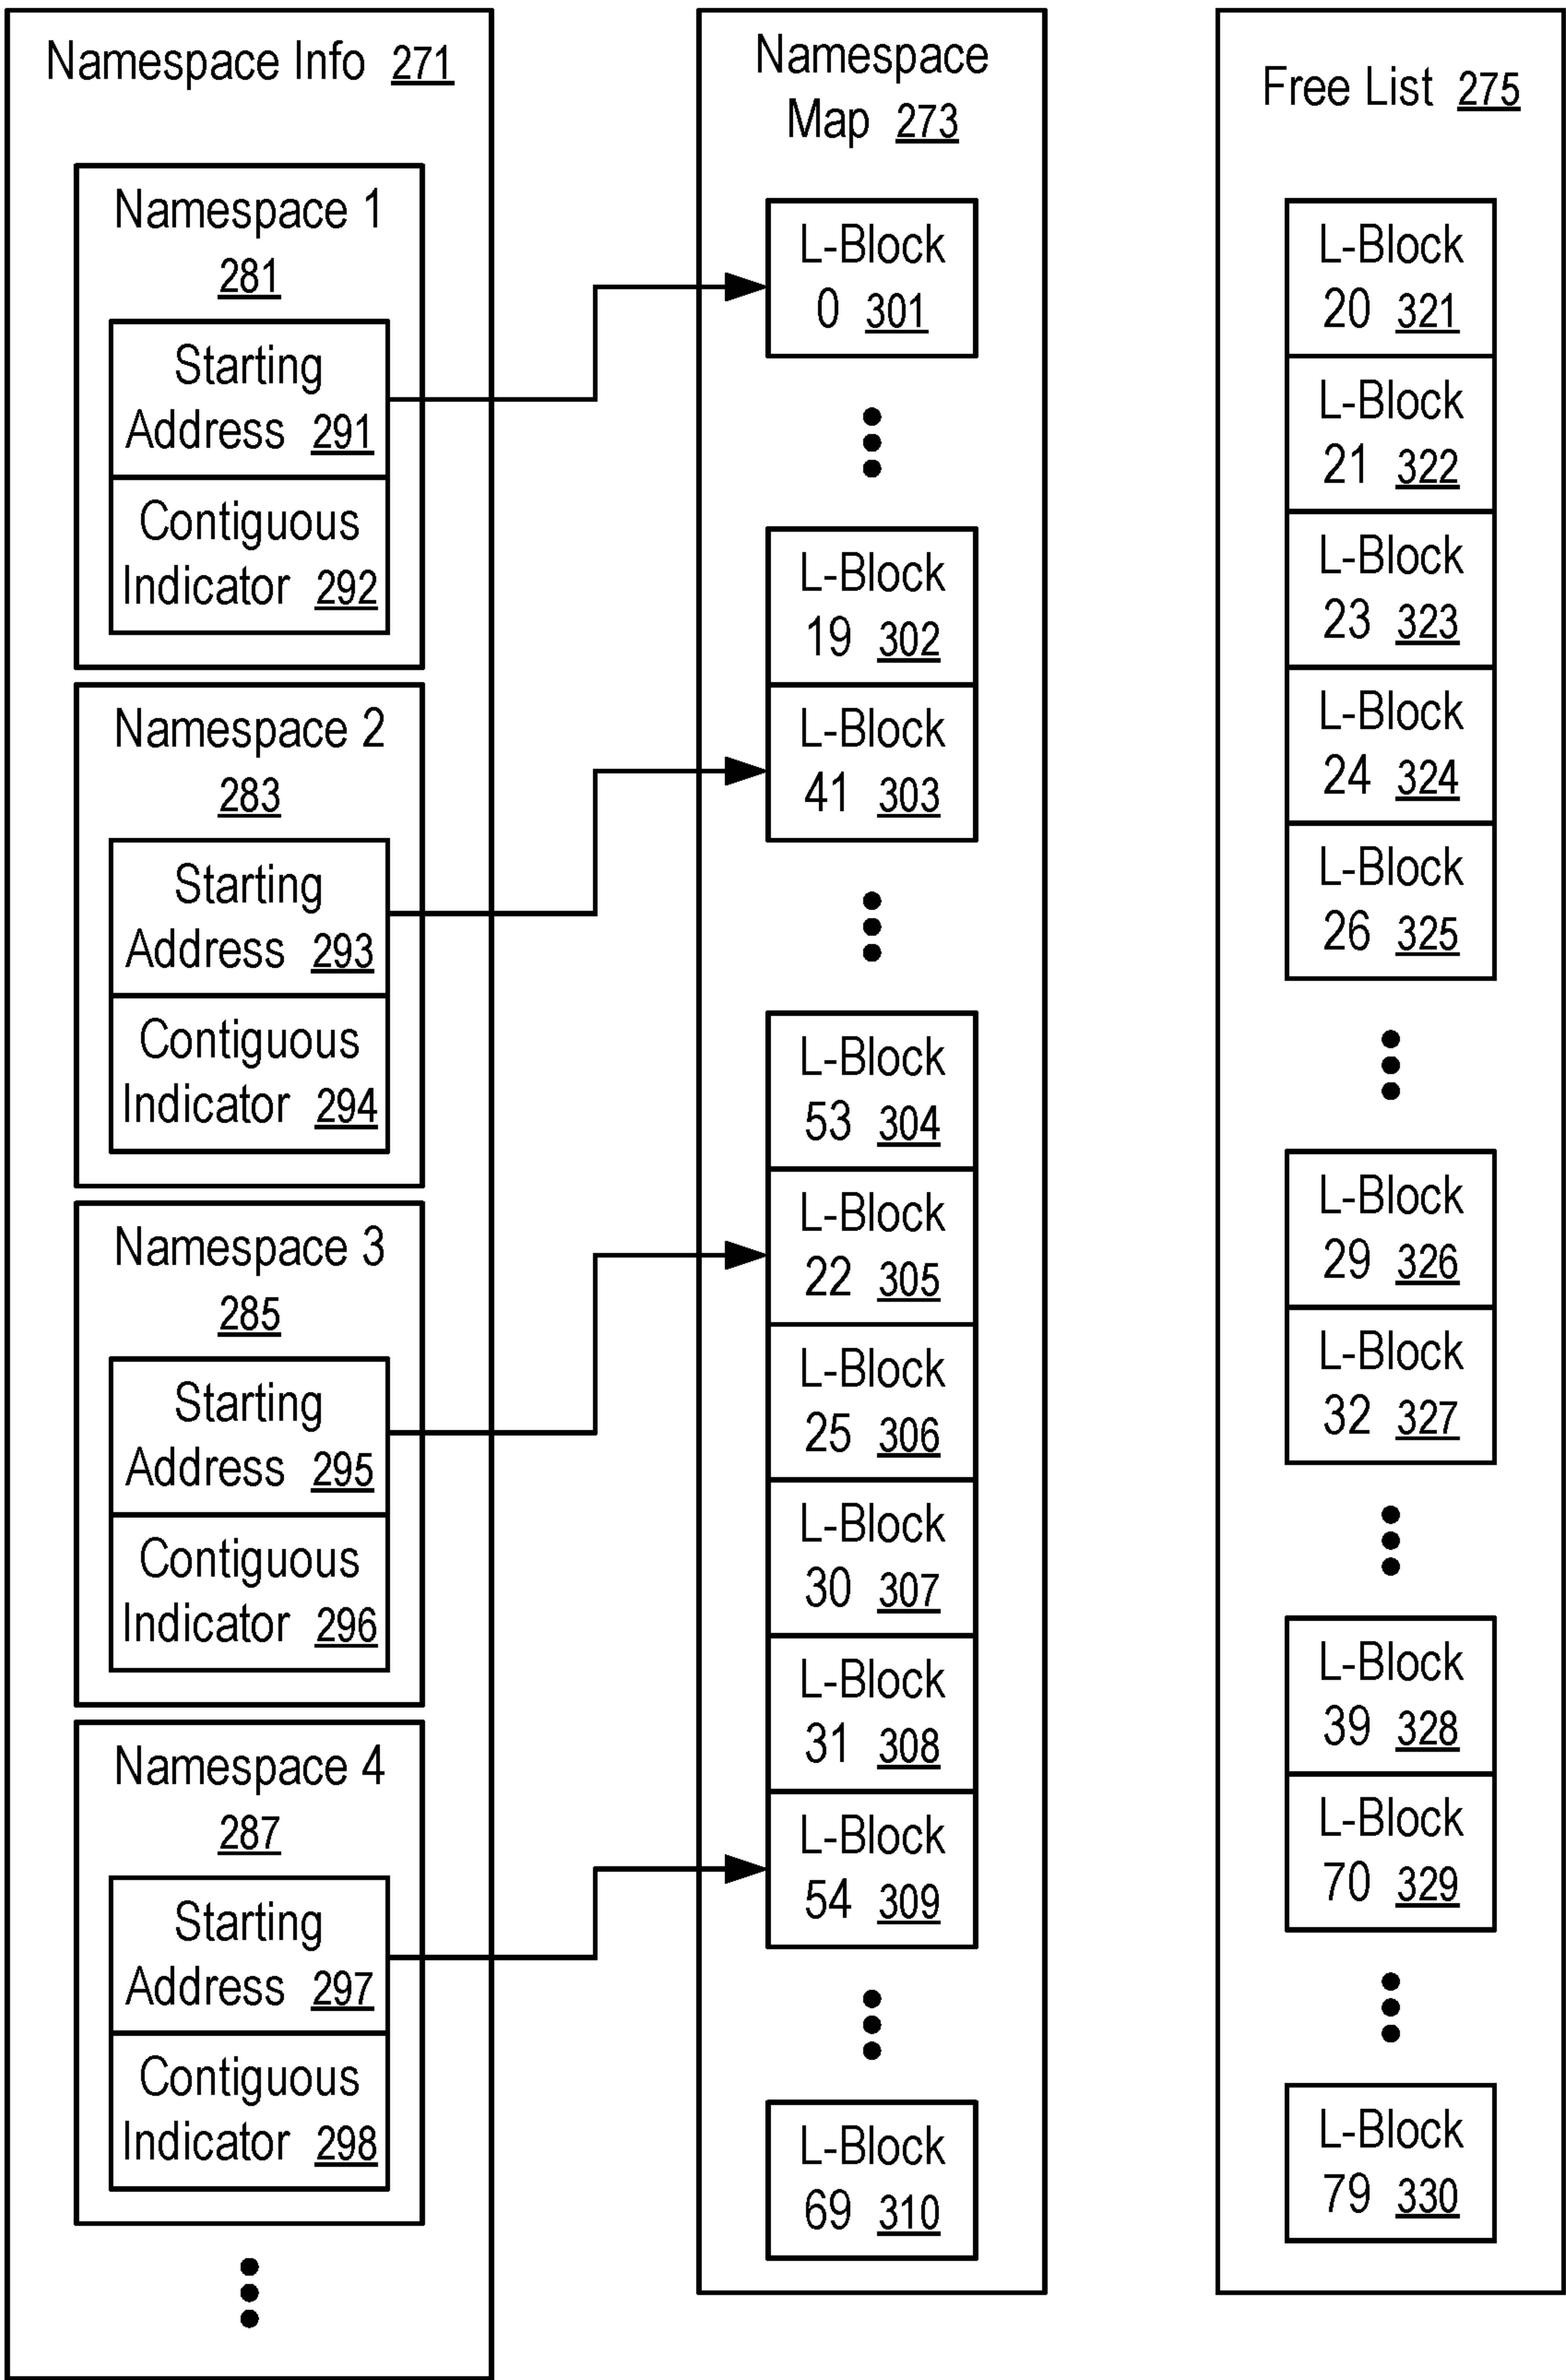 Namespace Info 271
Namespace 1
281
Starting
Address 291
Contiguous
Indicator 292
Namespace 2
283
Starting
Address 293
Contiguous
Indicator 294
Namespace 3
285
Starting
Address 295
Contiguous
Indicator 296
Namespace 4
287
Starting
Address 297
Contiguous
Indicator 298
Namespace
Map 273
L-Block
0 301
L-Block
19 302
L-Block
41 303
L-Block
53 304
L-Block
22 305
L-Block
25 306
L-Block
30 307
L-Block
31 308
L-Block
54 309
L-Block
69 310
Free List 275
L-Block
20 321
L-Block
21 322
L-Block
23 323
L-Block
24 324
L-Block
26 325
L-Block
29 326
L-Block
32 327
L-Block
39 328
L-Block
70 329
L-Block
79 330